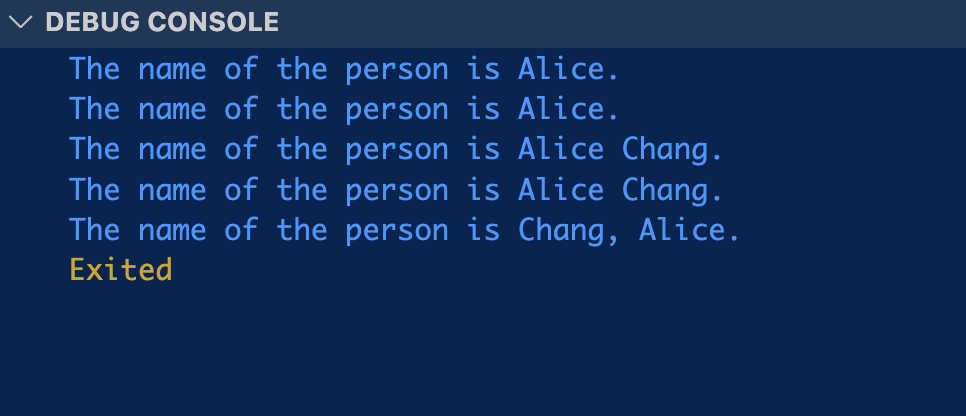 DEBUG CONSOLE
The name of the person is Alice.
The name of the person is Alice.
The name of the person is Alice Chang.
The name of the person is Alice Chang.
The name of the person is Chang, Alice.
Exited